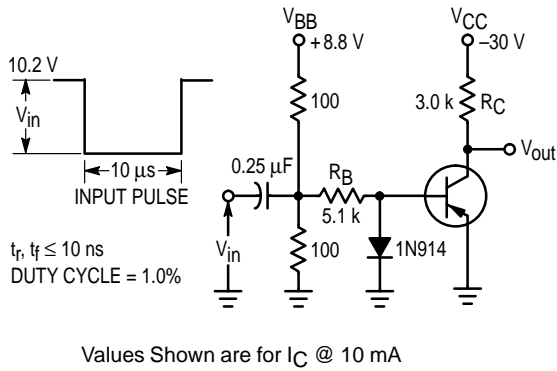 V_BB
+8.8 V
V_CC
–30 V
10.2 V
V_in
10 μs
INPUT PULSE
t_r, t_f ≤ 10 ns
DUTY CYCLE = 1.0%
0.25 μF
V_in
100
R_B
5.1 k
100
1N914
3.0 k
R_C
V_out
Values Shown are for I_C @ 10 mA